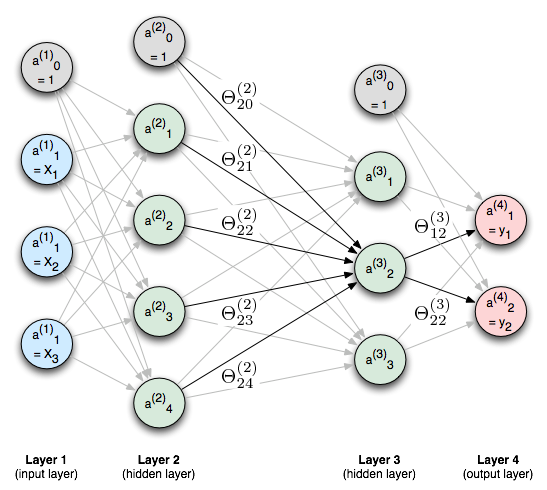 a(1)0
= 1
a(1)1
= X1
a(1)1
= X2
a(1)1
= X3
a(2)0
= 1
a(2)1
a(2)2
a(2)3
a(2)4
Θ(2)20
Θ(2)21
Θ(2)22
Θ(2)23
Θ(2)24
a(3)0
= 1
a(3)1
a(3)2
a(3)3
Θ(3)12
Θ(3)22
a(4)1
= y1
a(4)2
= y2
Layer 1
(input layer)
Layer 2
(hidden layer)
Layer 3
(hidden layer)
Layer 4
(output layer)